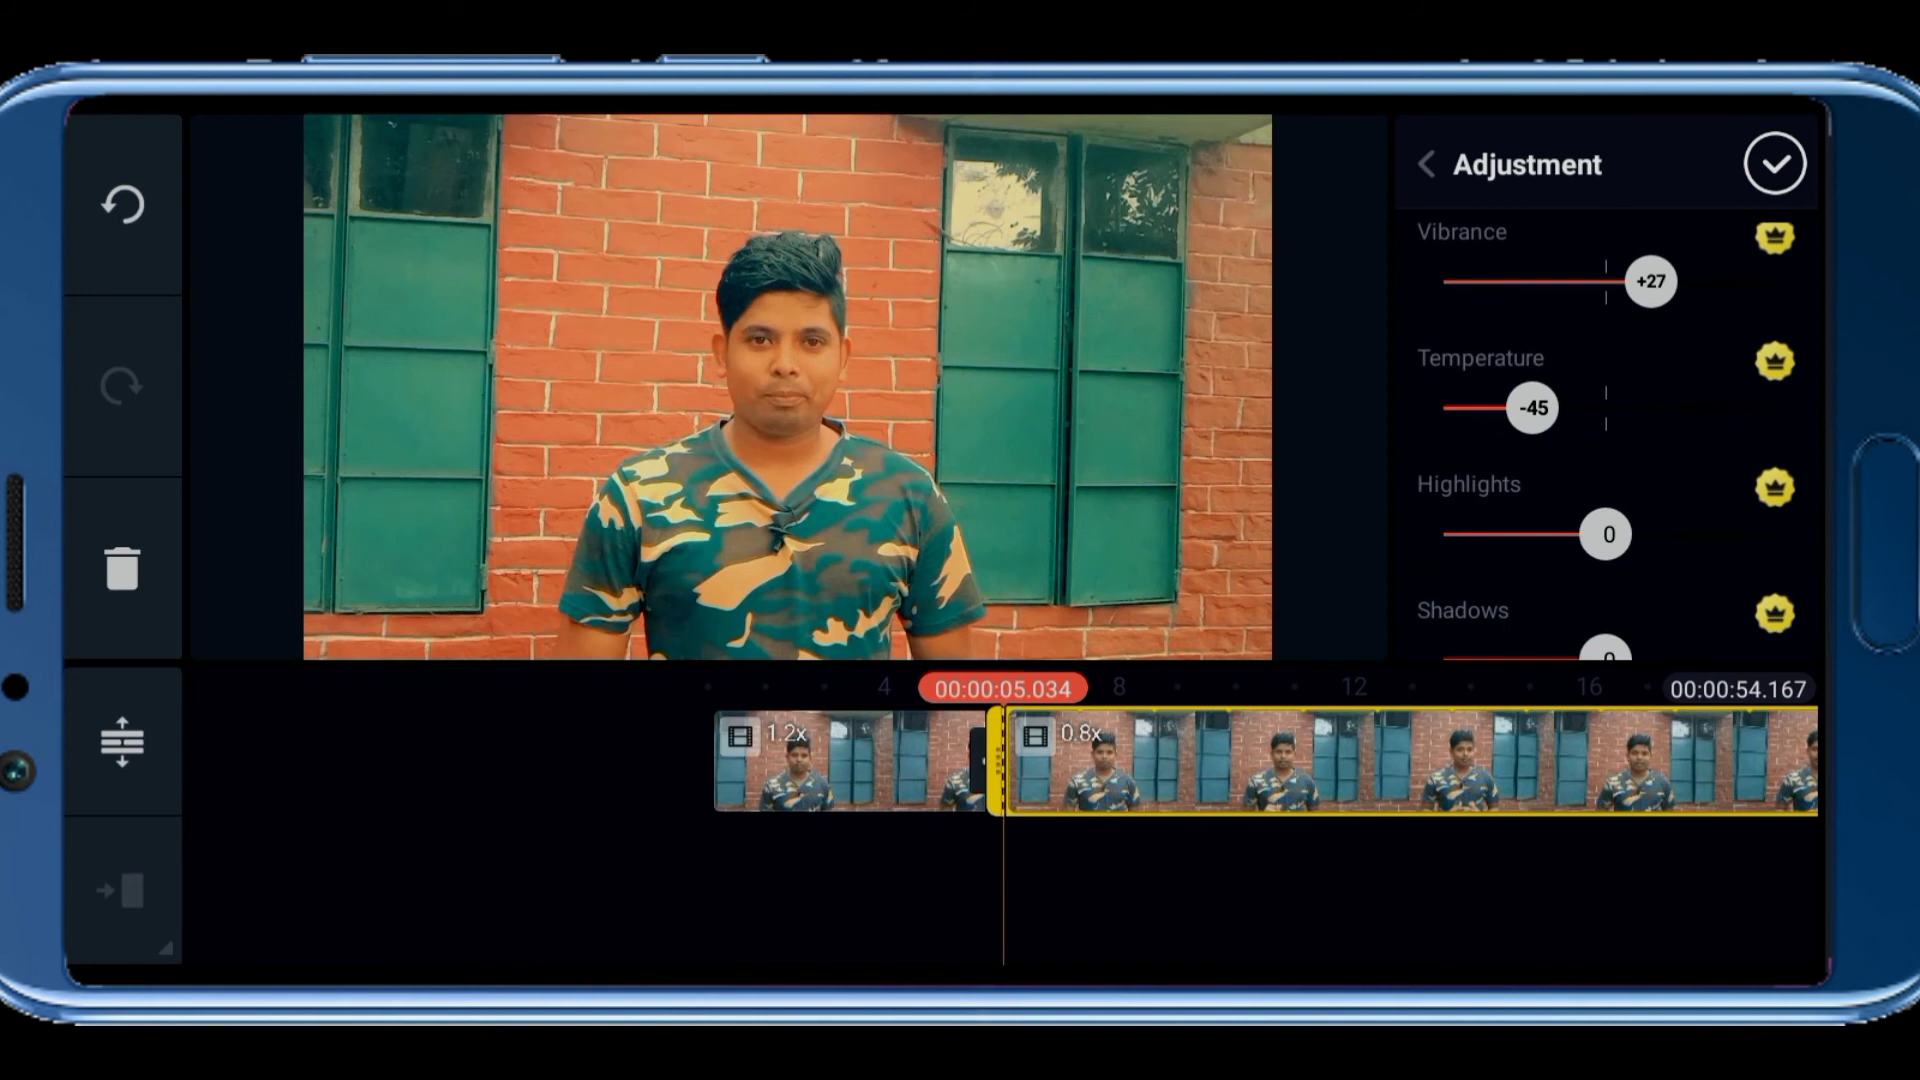 Adjustment
Vibrance
+27
Temperature
-45
Highlights
0
Shadows
0
4
00:00:05.034
8
12
16
00:00:54.167
1.2x
0.8x